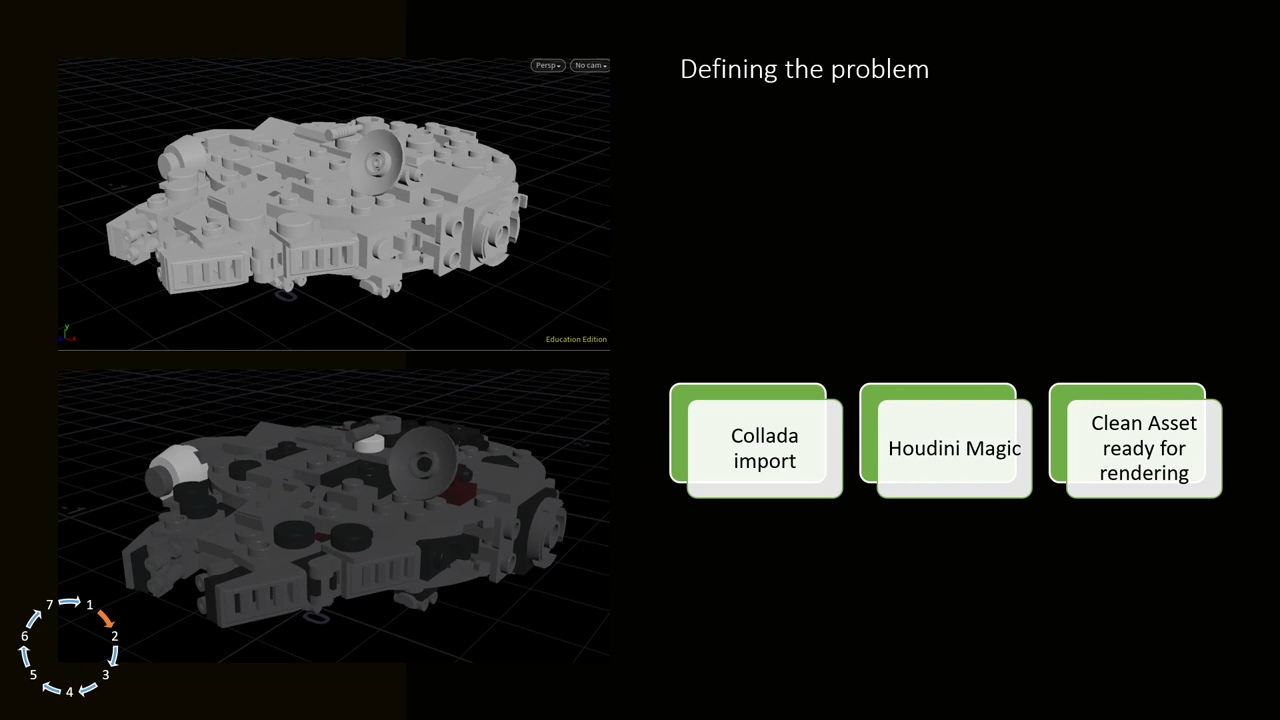 Persp
No cam
Defining the problem
y
x
Education Edition
Collada
import
Houdini Magic
Clean Asset
ready for
rendering
7
1
6
2
5
3
4